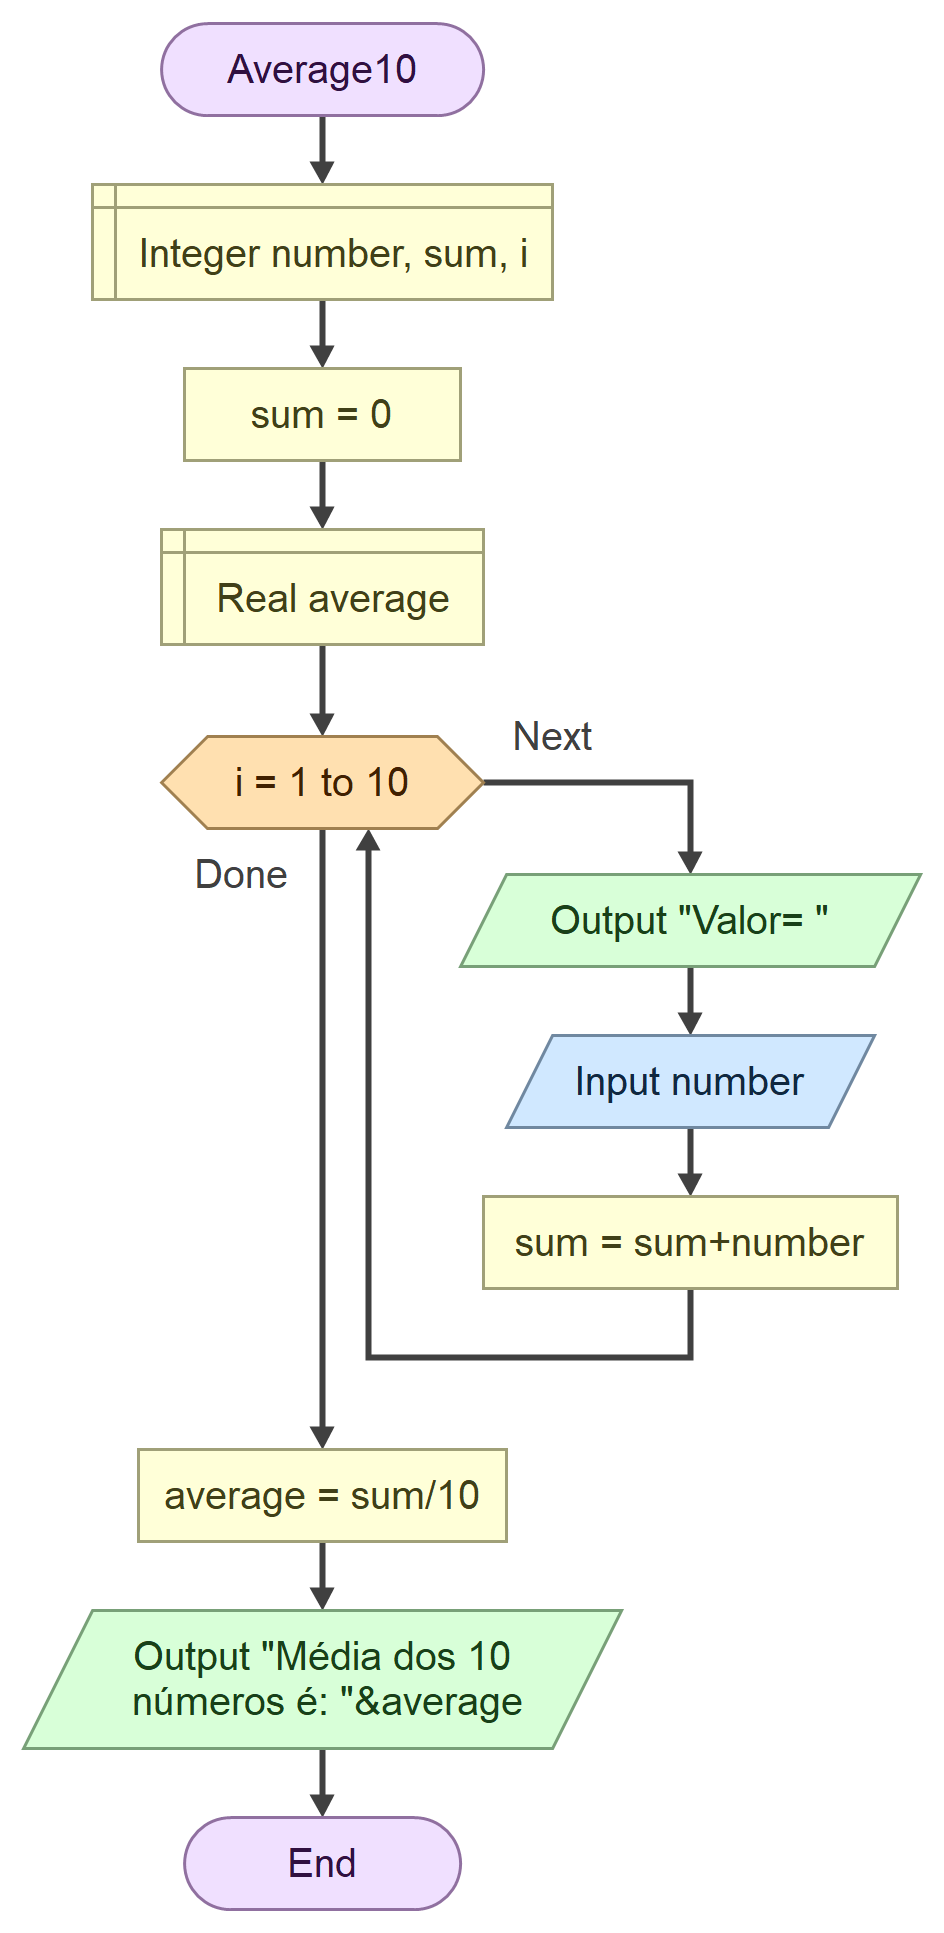 Average10
Integer number, sum, i
sum = 0
Real average
i = 1 to 10
Next
Done
Output "Valor= "
Input number
sum = sum+number
average = sum/10
Output "Média dos 10
números é: "&average
End